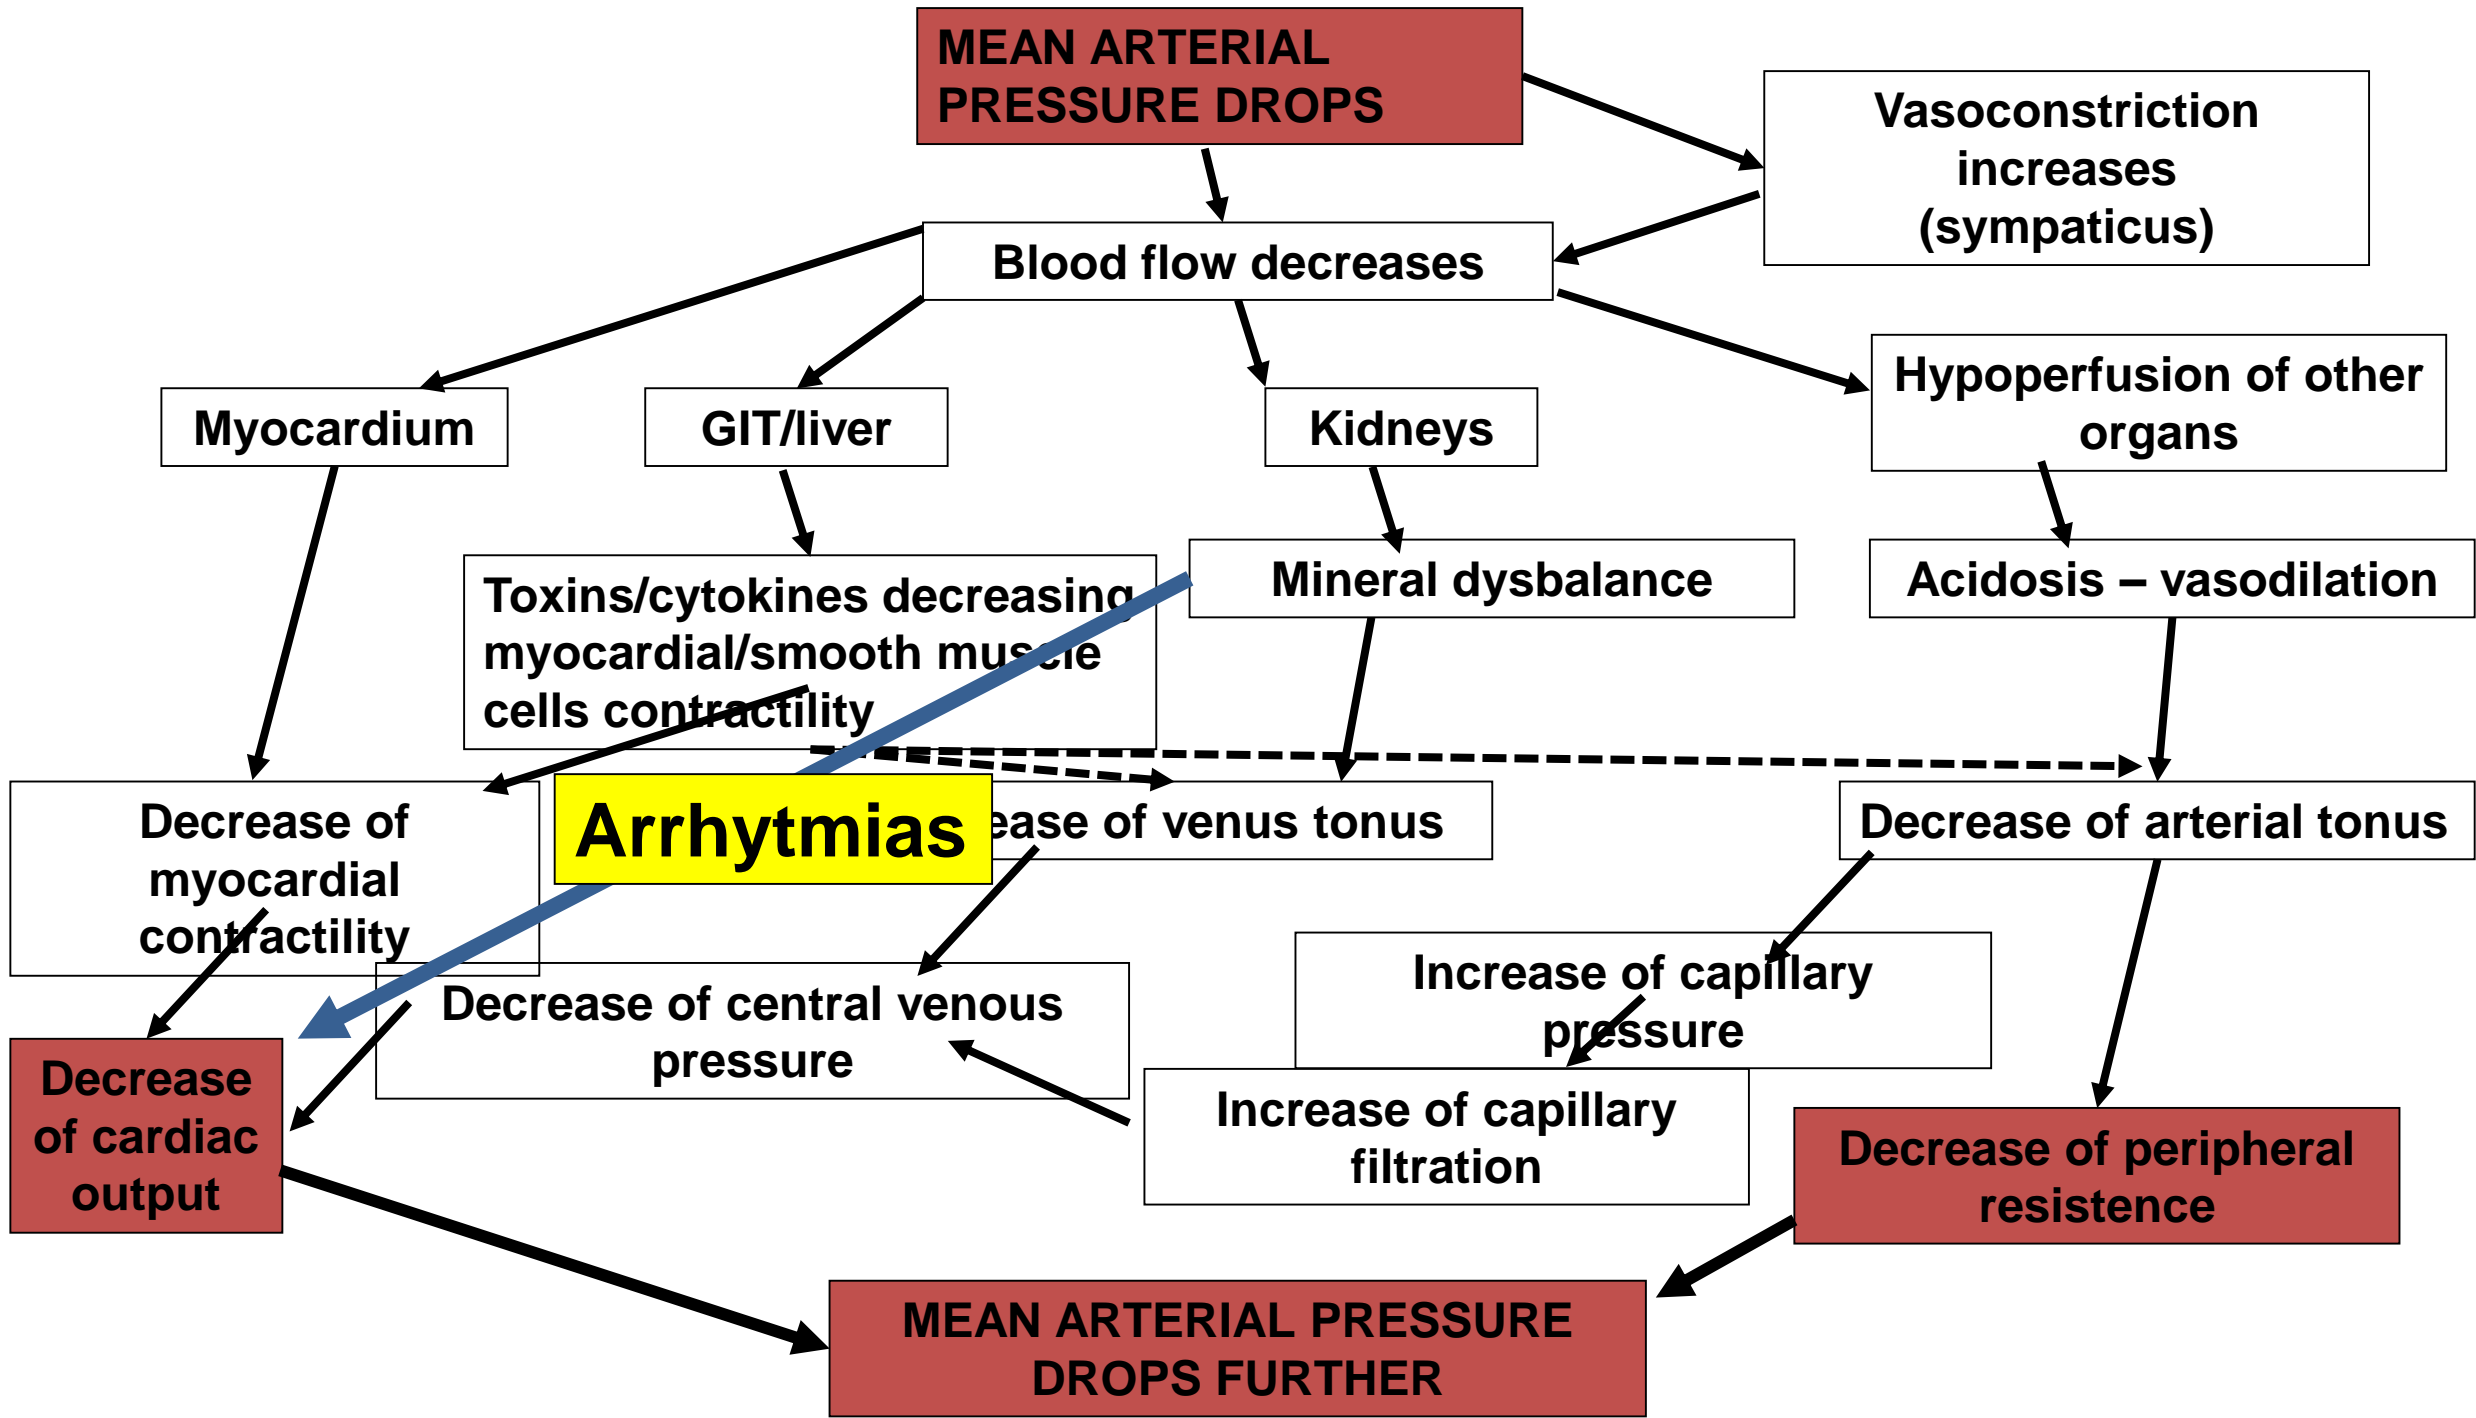 MEAN ARTERIAL
PRESSURE DROPS
Vasoconstriction
increases
(sympaticus)
Blood flow decreases
Hypoperfusion of other
organs
Myocardium
GIT/liver
Kidneys
Toxins/cytokines decreasing
myocardial/smooth muscle
cells contractility
Mineral dysbalance
Acidosis – vasodilation
Decrease of
myocardial
contractility
Arrhytmias
ease of venus tonus
Decrease of arterial tonus
Decrease of central venous
pressure
Increase of capillary
pressure
Increase of capillary
filtration
Decrease
of cardiac
output
Decrease of peripheral
resistence
MEAN ARTERIAL PRESSURE
DROPS FURTHER